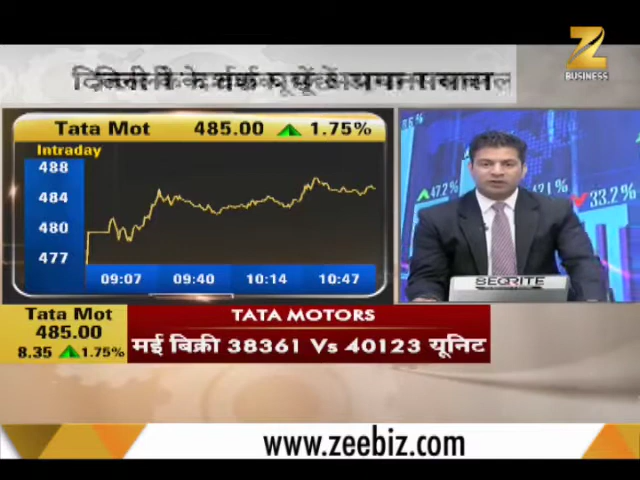 Z
BUSINESS
Tata Mot 485.00 1.75%
Intraday
488
484
480
477
09:07 09:40 10:14 10:47
47.2%
33.2%
SECRITE
Tata Mot
485.00
8.35 1.75%
TATA MOTORS
मई बिक्री 38361 Vs 40123 यूनिट
www.zeebiz.com